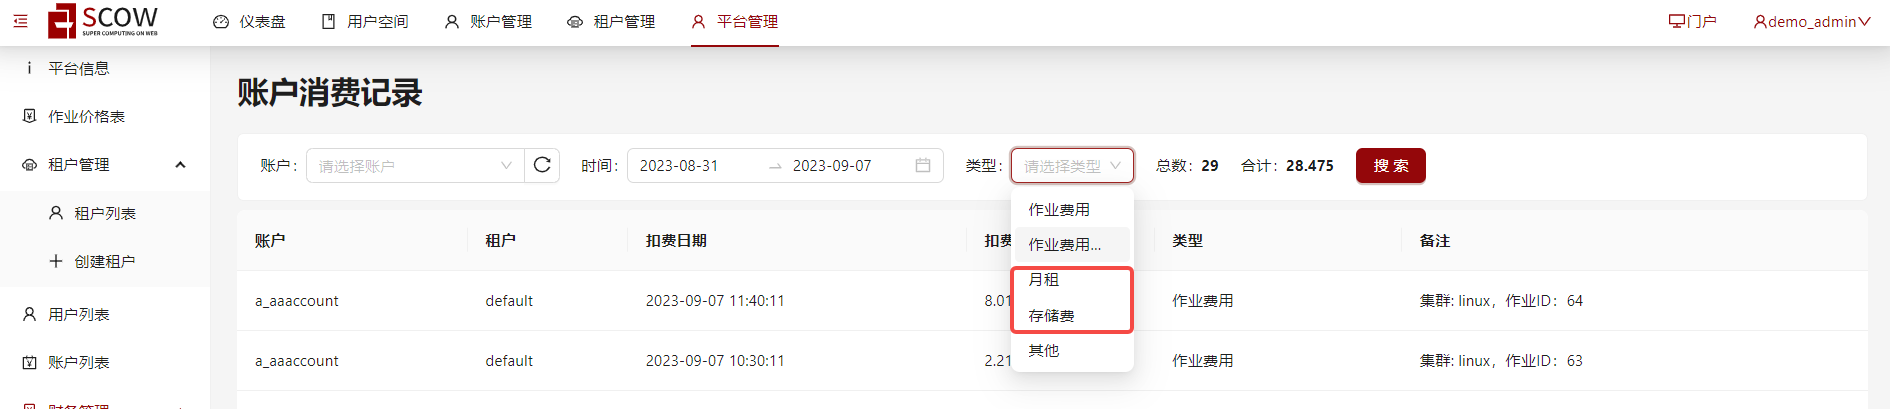 SCOW
SUPER COMPUTING ON WEB
仪表盘
用户空间
账户管理
租户管理
平台管理
门户
demo_admin
平台信息
作业价格表
租户管理
租户列表
创建租户
用户列表
账户列表
财务管理
账户消费记录
账户: 请选择账户
时间: 2023-08-31 → 2023-09-07
类型: 请选择类型
总数: 29 合计: 28.475 搜 索
作业费用
作业费用...
月租
存储费
其他
账户 租户 扣费日期 扣费 类型 备注
a_aaaccount default 2023-09-07 11:40:11 8.01 作业费用 集群: linux，作业ID：64
a_aaaccount default 2023-09-07 10:30:11 2.21 作业费用 集群: linux，作业ID：63